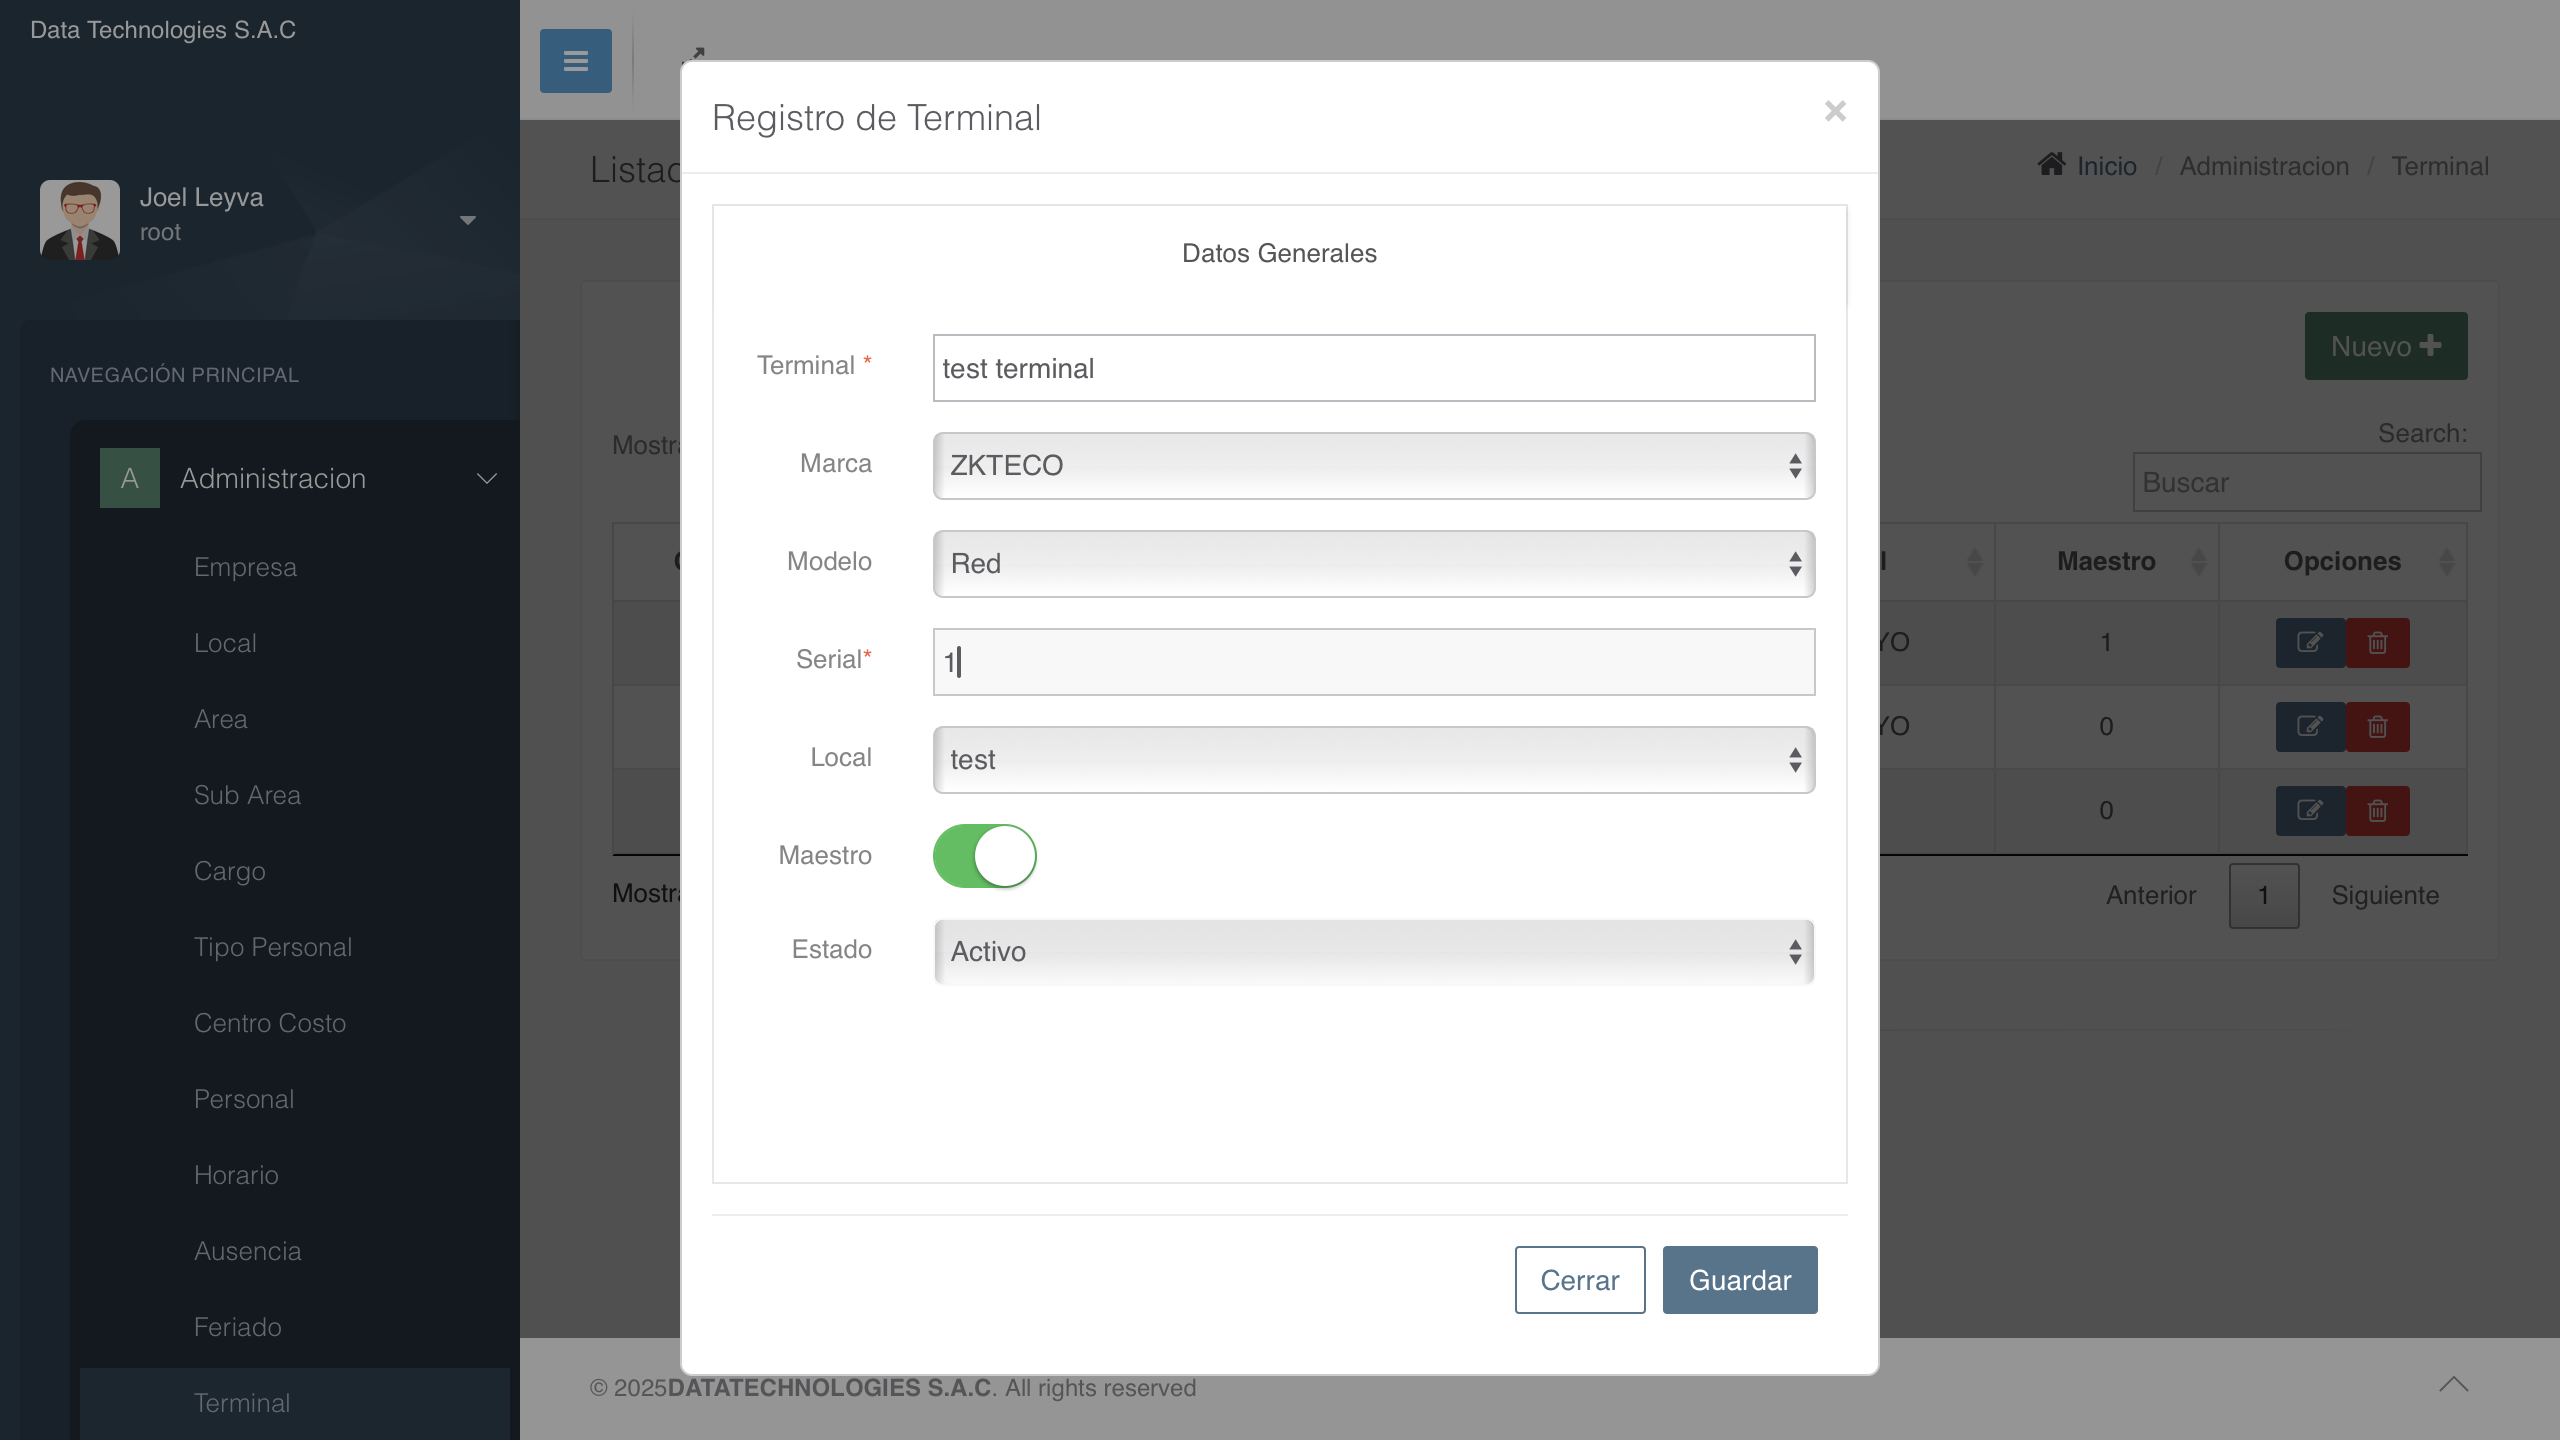 Data Technologies S.A.C
Joel Leyva
root
NAVEGACIÓN PRINCIPAL
A Administracion
Empresa
Local
Area
Sub Area
Cargo
Tipo Personal
Centro Costo
Personal
Horario
Ausencia
Feriado
Terminal
Inicio / Administracion / Terminal
Nuevo
Search:
Buscar
Maestro Opciones
YO 1
YO 0
0
Anterior 1 Siguiente
Registro de Terminal
×
Datos Generales
Terminal * test terminal
Marca ZKTECO
Modelo Red
Serial* 1
Local test
Maestro
Estado Activo
Cerrar Guardar
© 2025DATATECHNOLOGIES S.A.C. All rights reserved